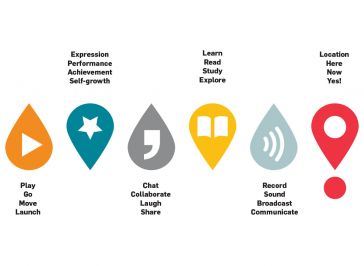 Expression
Performance
Achievement
Self-growth
Learn
Read
Study
Explore
Location
Here
Now
Yes!
Play
Go
Move
Launch
Chat
Collaborate
Laugh
Share
Record
Sound
Broadcast
Communicate